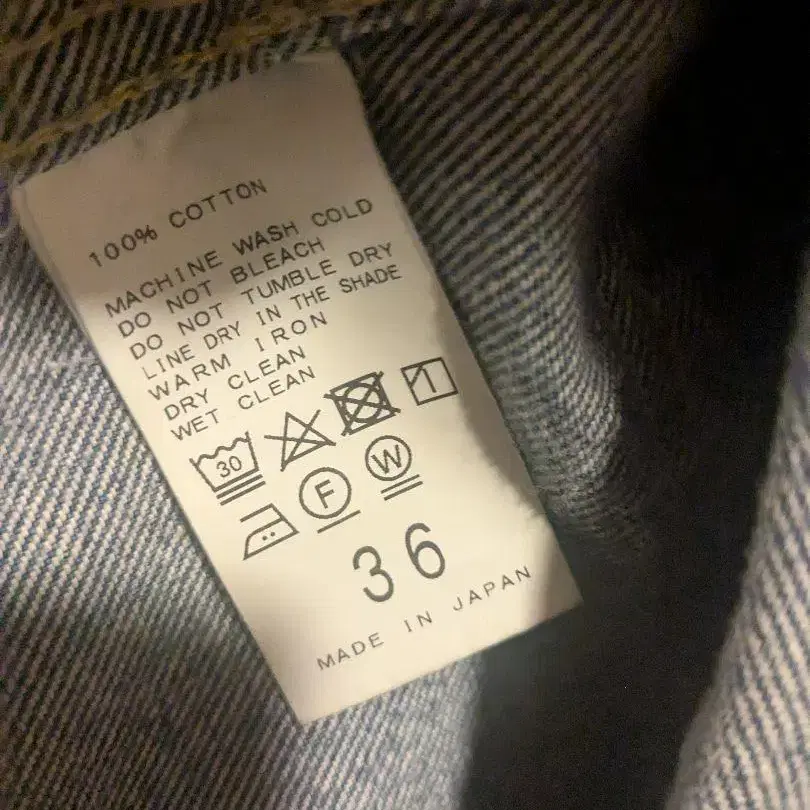 100% COTTON
MACHINE WASH COLD
DO NOT BLEACH
DO NOT TUMBLE DRY
LINE DRY IN THE SHADE
WARM IRON
DRY CLEAN
WET CLEAN
30
F W
36
MADE IN JAPAN